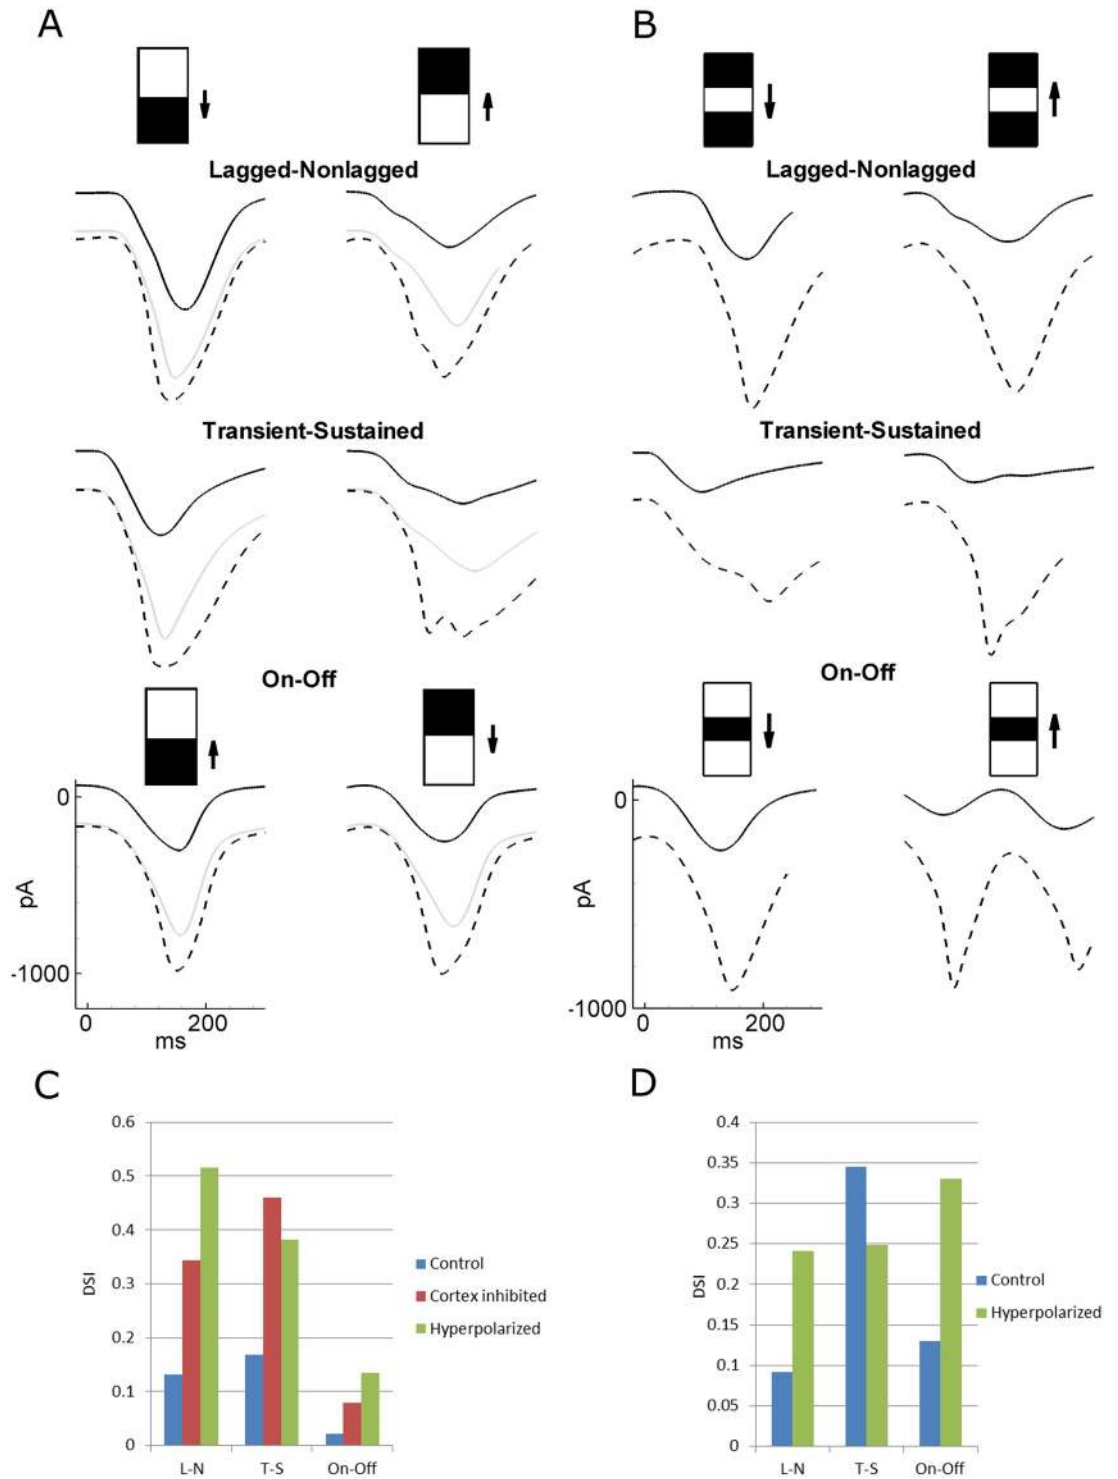 A
B
Lagged-Nonlagged
Lagged-Nonlagged
Transient-Sustained
Transient-Sustained
On-Off
On-Off
0
pA
-1000
0
200
ms
0
pA
-1000
0
200
ms
C
0.6
0.5
0.4
0.3
0.2
0.1
0
DSI
L-N
T-S
On-Off
Control
Cortex inhibited
Hyperpolarized
D
0.4
0.35
0.3
0.25
0.2
0.15
0.1
0.05
0
DSI
L-N
T-S
On-Off
Control
Hyperpolarized